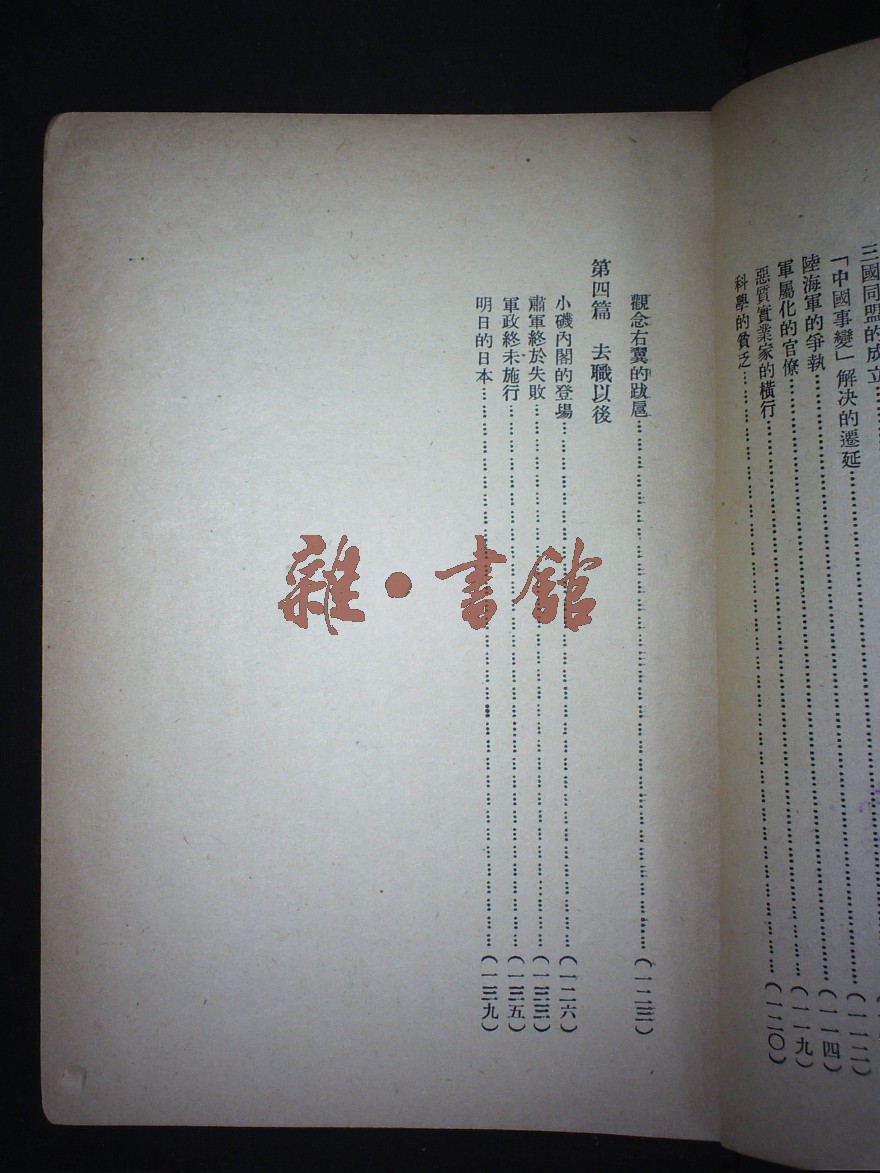 三國同盟的成立……
「中國事變」解决的遷延……
陸海軍的爭執……(一一二)
軍屬化的官僚……(一一四)
惡質實業家的橫行……(一一九)
科學的貧乏……(一二〇)
觀念右翼的跋扈……(一二三)
第四篇 去職以後
小磯內閣的登場……(一二六)
肅軍終於失敗……(一三三)
軍政終未施行……(一三五)
明日的日本……(一三九)
雜·書館